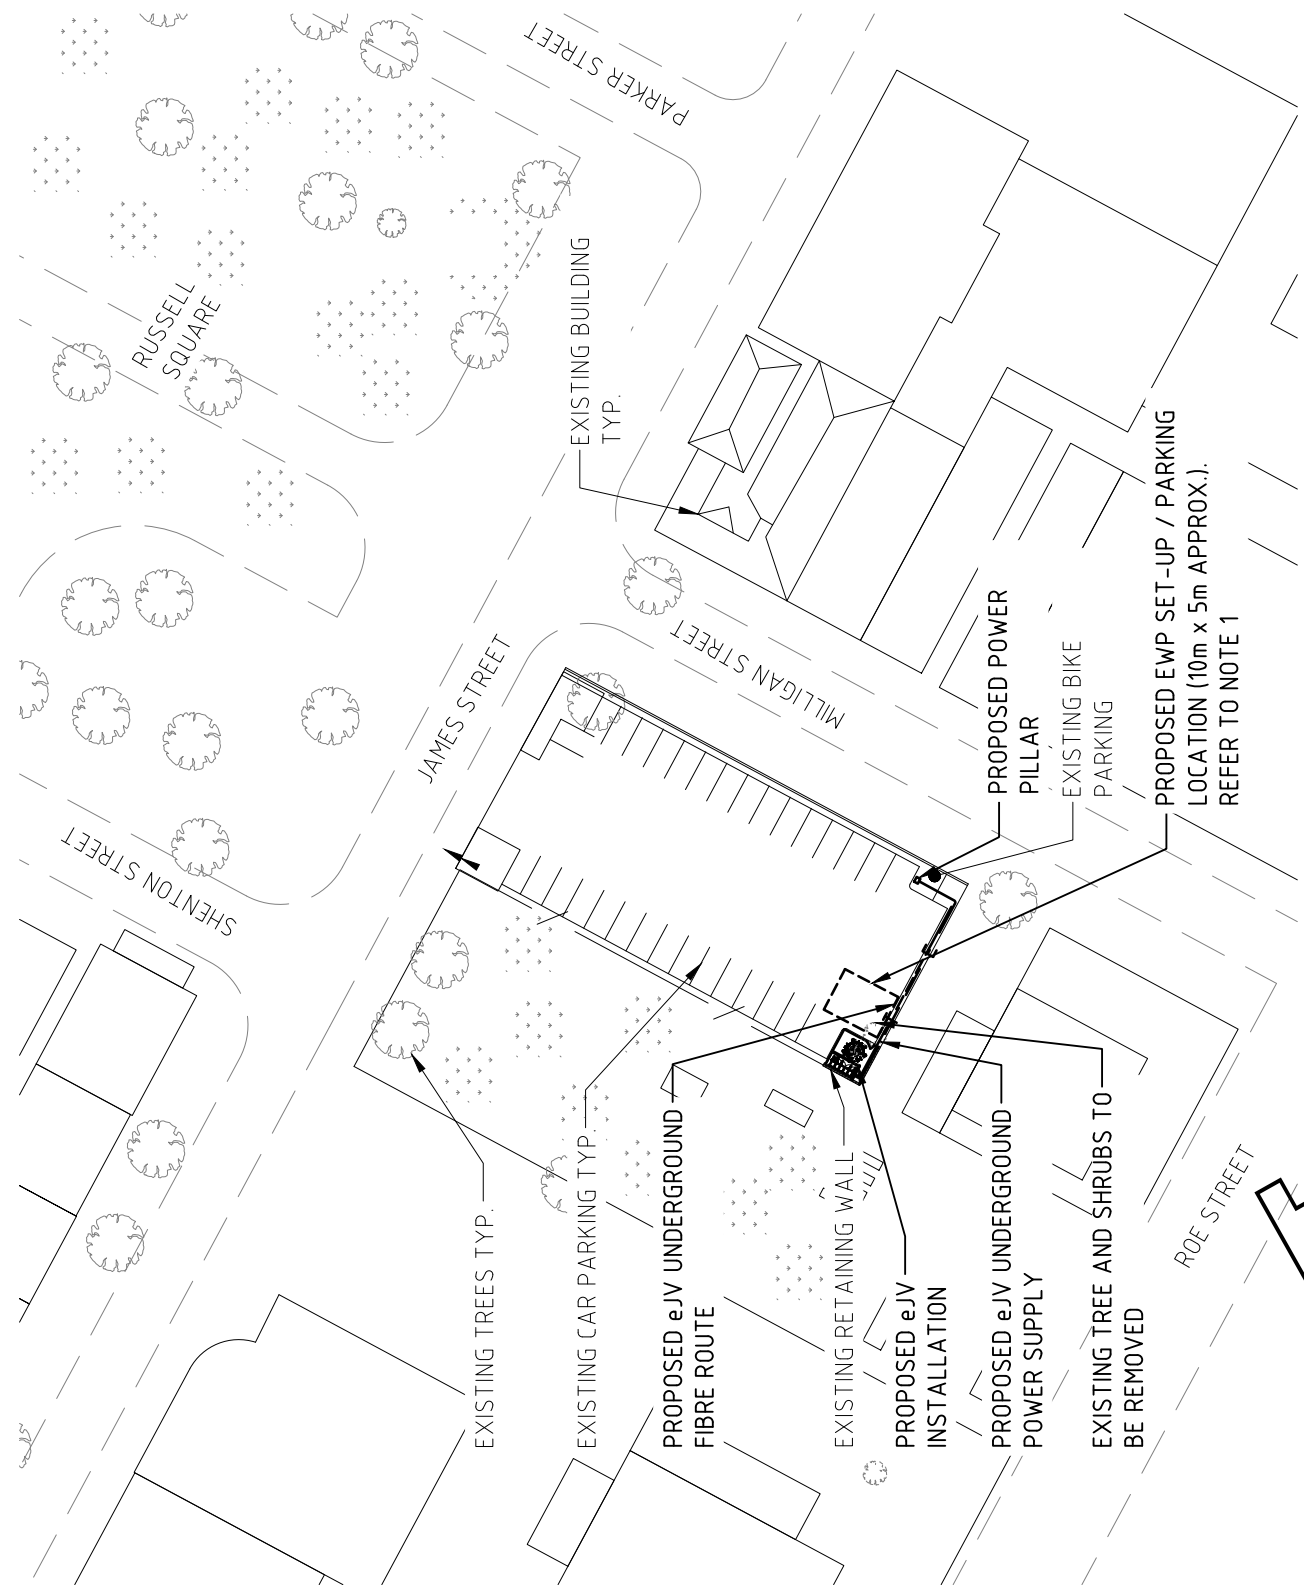 PARKER STREET
RUSSELL
SQUARE
EXISTING BUILDING
TYP.
JAMES STREET
MILLIGAN STREET
SHENTON STREET
PROPOSED POWER
PILLAR
EXISTING BIKE
PARKING
PROPOSED EWP SET-UP / PARKING
LOCATION (10m x 5m APPROX.).
REFER TO NOTE 1
EXISTING TREES TYP.
EXISTING CAR PARKING TYP.
PROPOSED eJV UNDERGROUND
FIBRE ROUTE
EXISTING RETAINING WALL
PROPOSED eJV
INSTALLATION
PROPOSED eJV UNDERGROUND
POWER SUPPLY
EXISTING TREE AND SHRUBS TO
BE REMOVED
ROE STREET